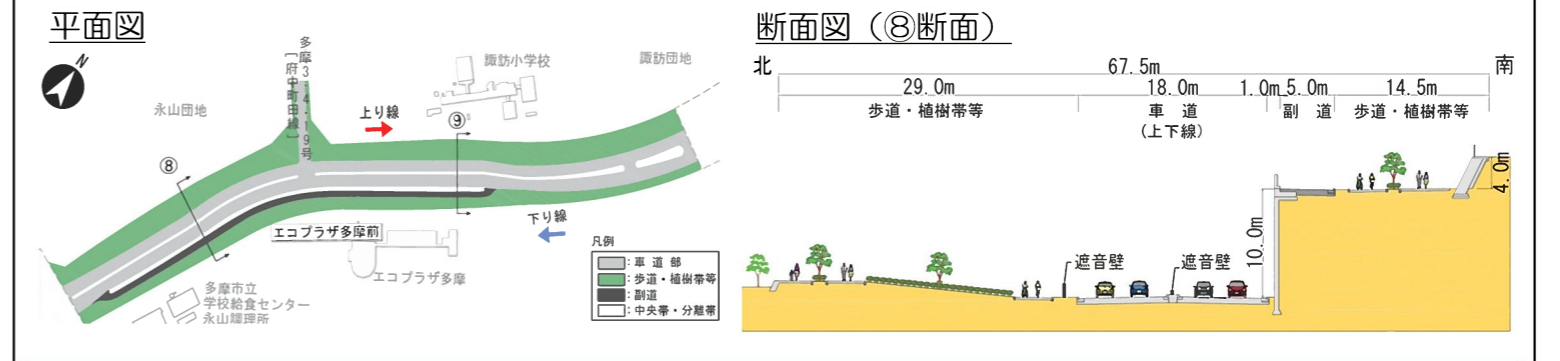 平面図
N
多摩3・4・19号
〔府中町田線〕
諏訪小学校
諏訪団地
永山団地
上り線
⑨
⑧
下り線
エコプラザ多摩前
エコプラザ多摩
多摩市立
学校給食センター
永山調理所
凡例
:車道部
:歩道・植樹帯等
:副道
:中央帯・分離帯
断面図（⑧断面）
北
67.5m
南
29.0m
18.0m
1.0m
5.0m
14.5m
歩道・植樹帯等
車道
(上下線)
副道
歩道・植樹帯等
4.0m
10.0m
遮音壁
遮音壁